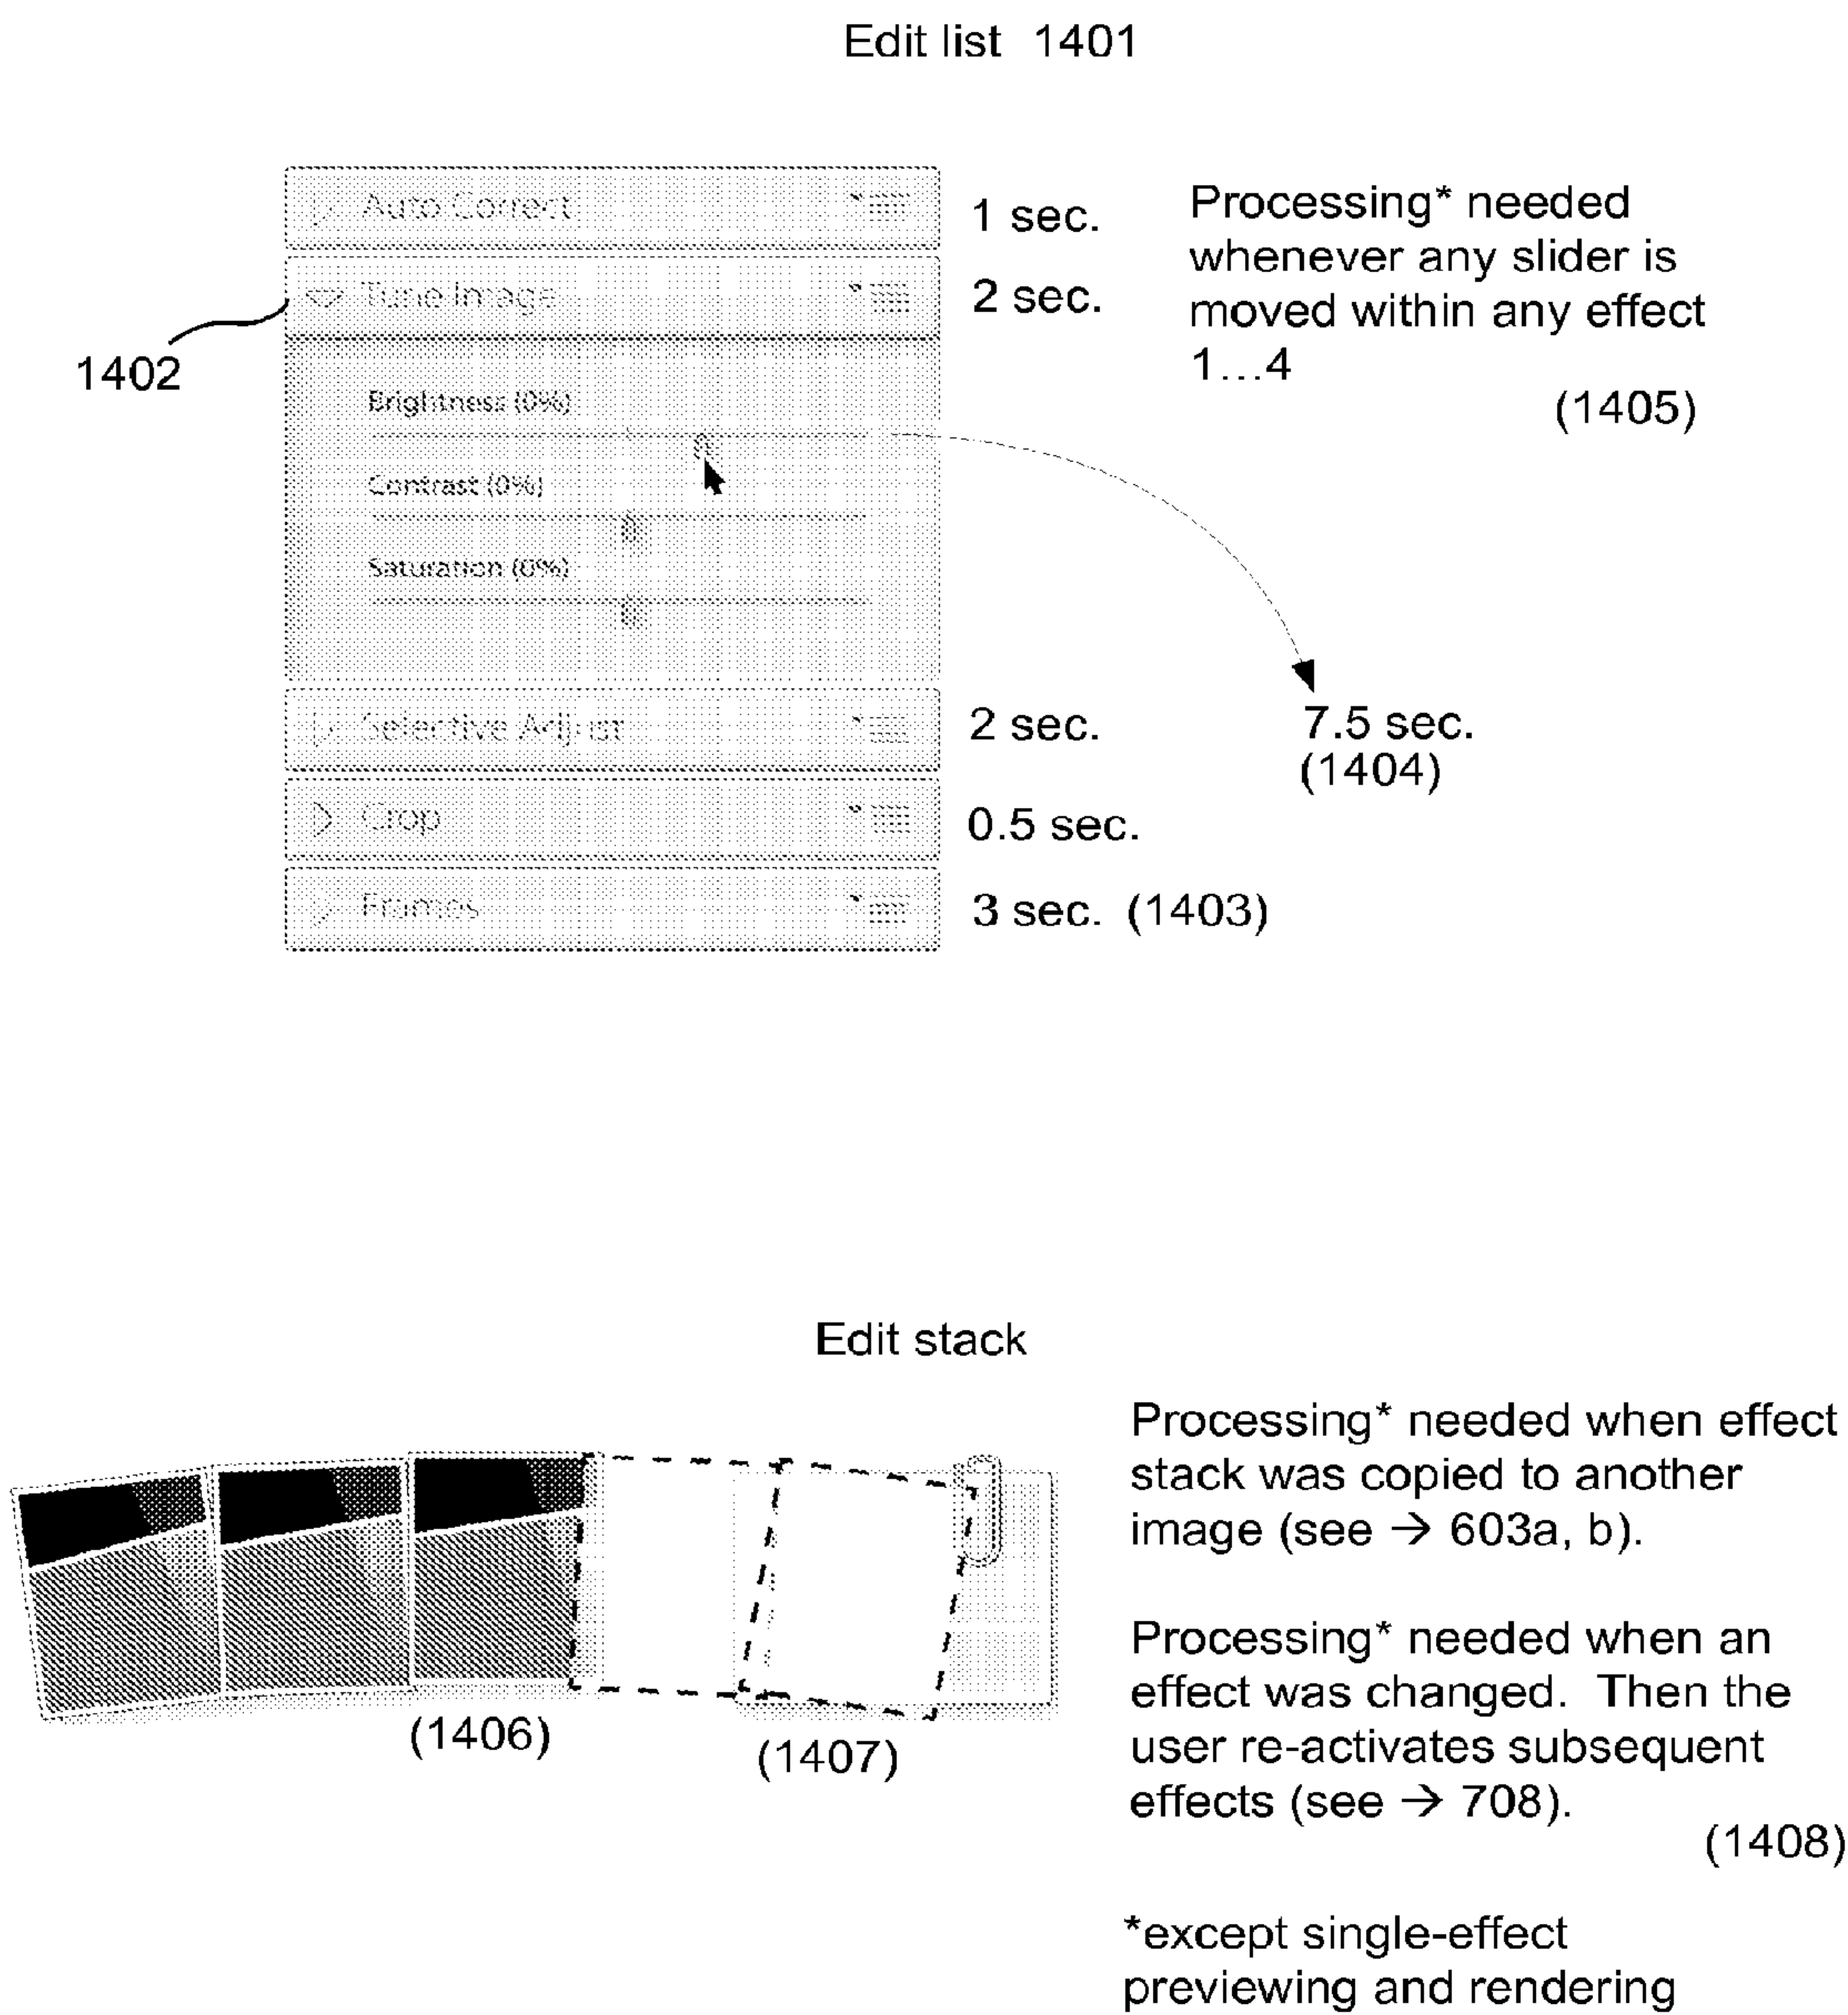 Edit list 1401
Auto Correct
1 sec.
Processing* needed
whenever any slider is
moved within any effect
1...4
(1405)
Tune Image
2 sec.
1402
Brightness (0%)
Contrast (0%)
Saturation (0%)
Selective Adjust
2 sec.
7.5 sec.
(1404)
Crop
0.5 sec.
Frames
3 sec. (1403)
Edit stack
(1406)
(1407)
Processing* needed when effect
stack was copied to another
image (see → 603a, b).
Processing* needed when an
effect was changed. Then the
user re-activates subsequent
effects (see → 708).
(1408)
*except single-effect
previewing and rendering